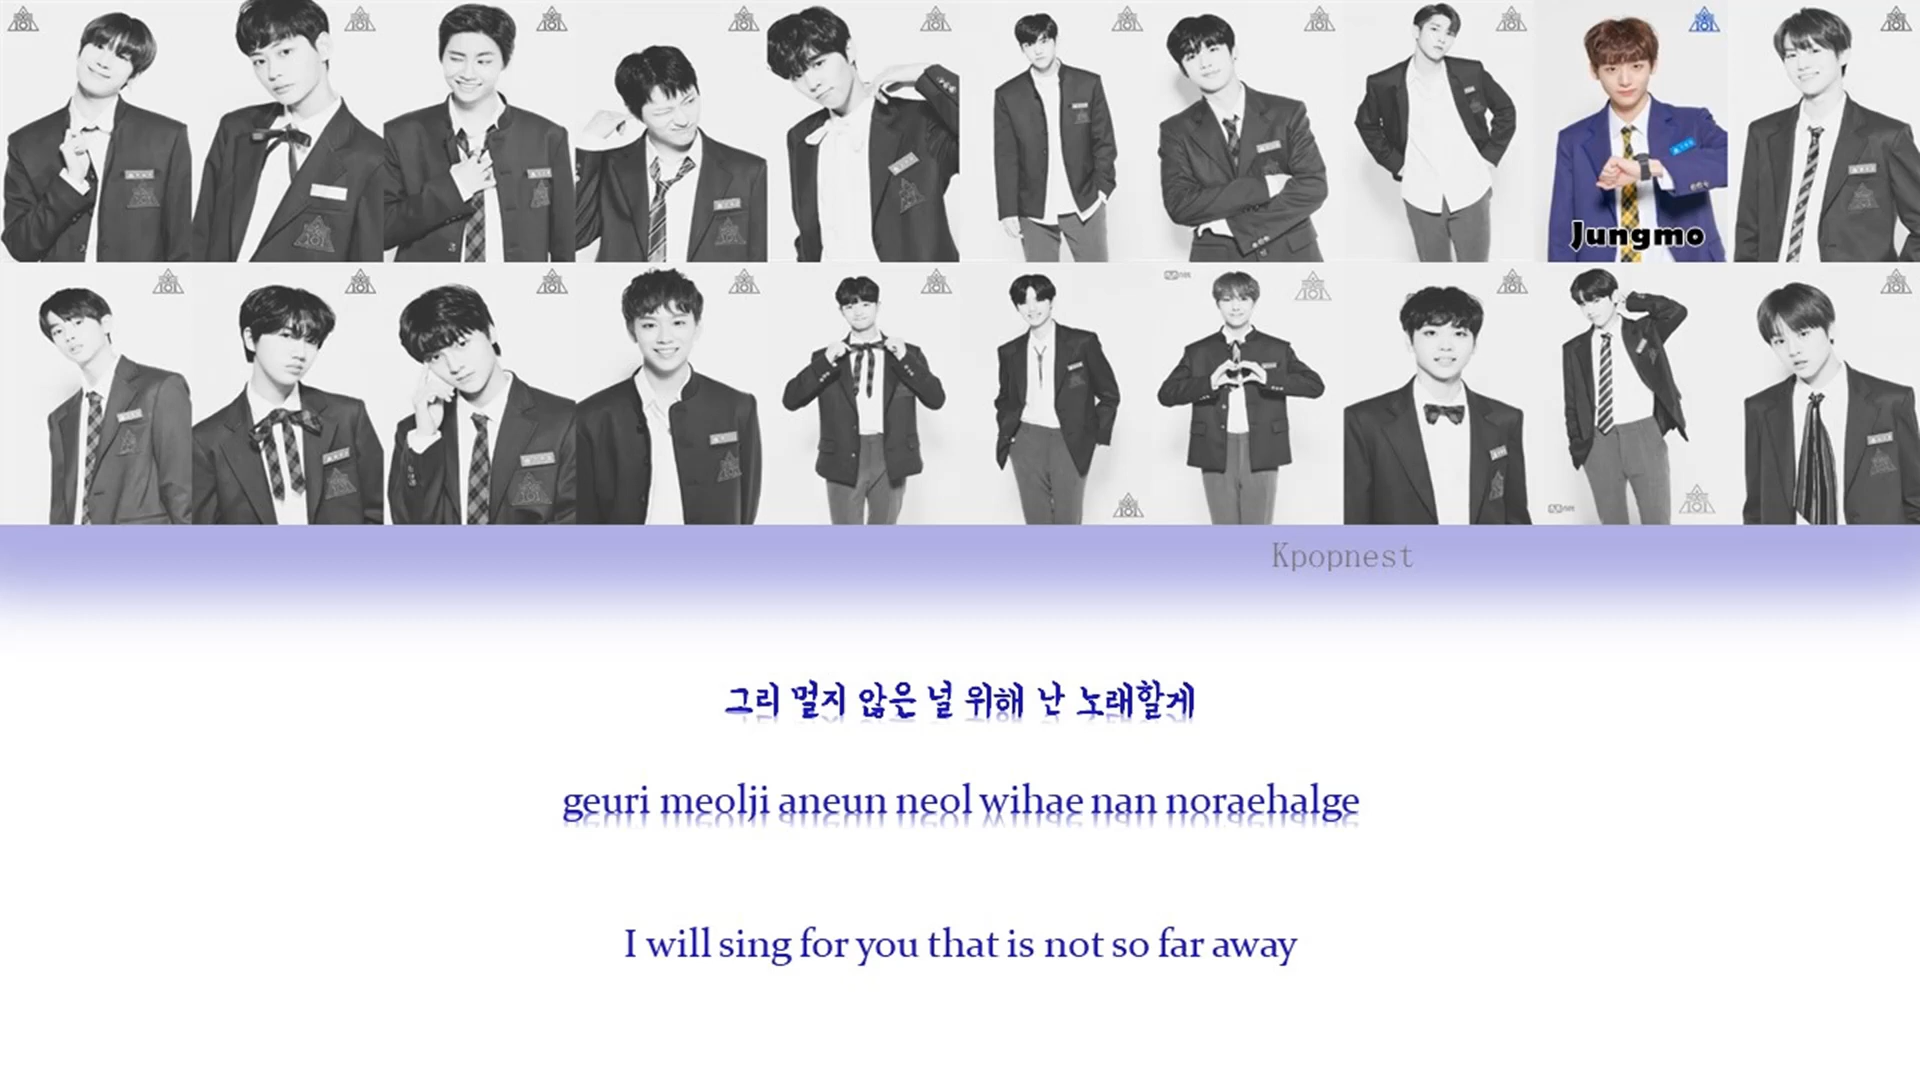 Jungmo
Kpopnest
그리 멀지 않은 널 위해 난 노래할게
geuri meolji aneun neol wihae nan noraehalge
I will sing for you that is not so far away